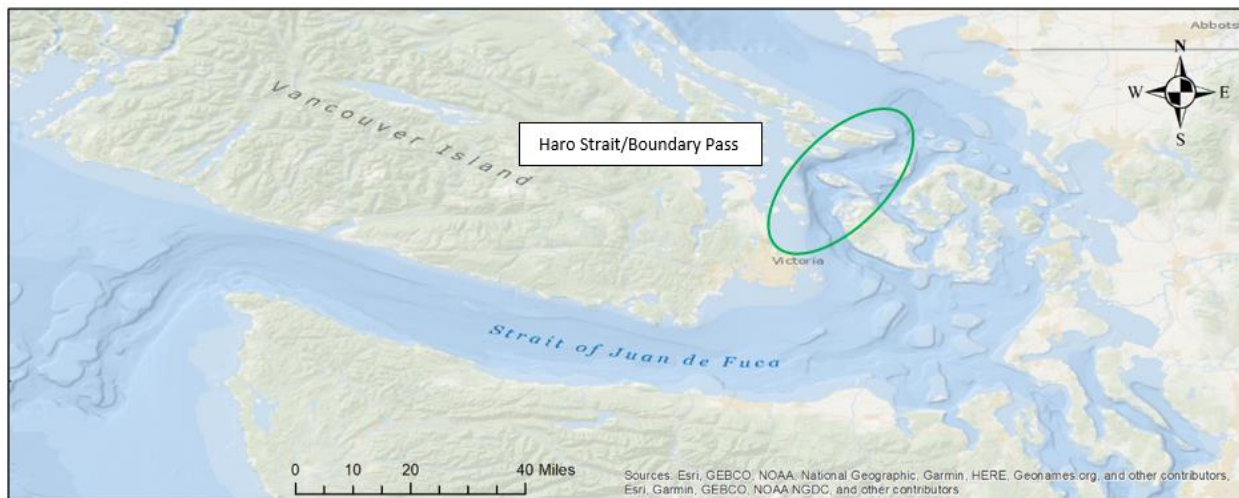 Abbots
N
W E
S
Vancouver Island
Haro Strait/Boundary Pass
Victoria
Strait of Juan de Fuca
0 10 20 40 Miles
Sources: Esri, GEBCO, NOAA, National Geographic, Garmin, HERE, Geonames.org, and other contributors,
Esri, Garmin, GEBCO, NOAA NGDC, and other contributors